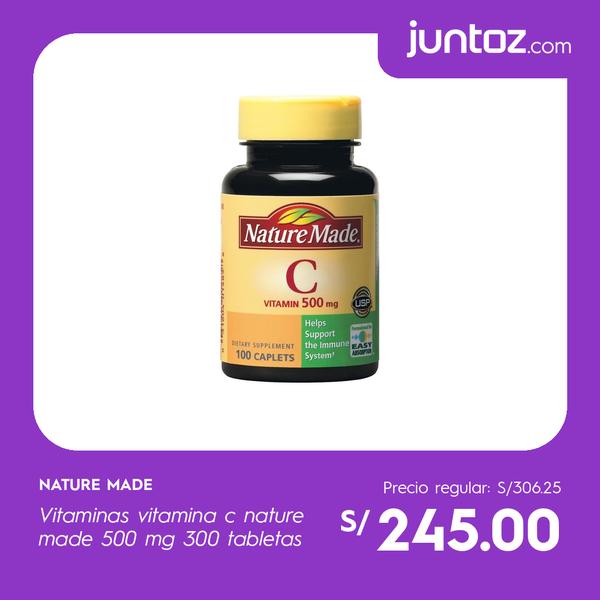 juntoz.com
Nature Made.
C
VITAMIN 500 mg
USP
Helps
Support
the Immune
System†
DIETARY SUPPLEMENT
100 CAPLETS
EASY
ABSORPTION
NATURE MADE
Vitaminas vitamina c nature
made 500 mg 300 tabletas
Precio regular: S/306.25
S/ 245.00